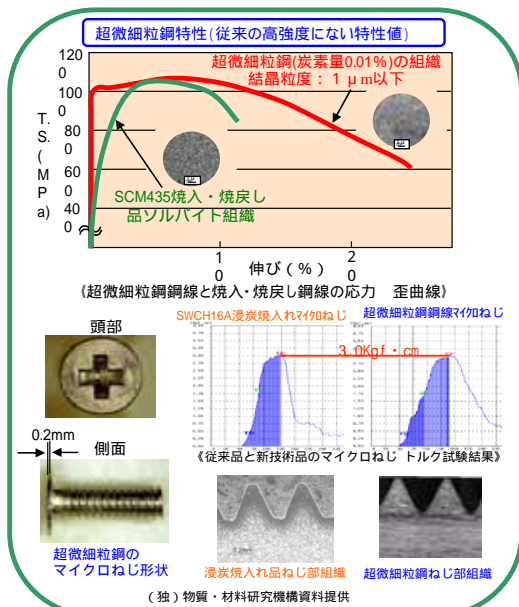 超微細粒鋼特性(従来の高強度にない特性値)
超微細粒鋼(炭素量0.01%)の組織
結晶粒度：１μm以下
120
0
100
0
80
0
60
0
40
0
T.
S.
(
M
P
a)
SCM435焼入・焼戻し
品ソルバイト組織
1
0
2
0
伸び(％)
《超微細粒鋼鋼線と焼入・焼戻し鋼線の応力　歪曲線》
頭部
SWCH16A浸炭焼入れﾏｲｸﾛねじ
超微細粒鋼鋼線ﾏｲｸﾛねじ
3.0Kgf・cm
0.2mm
側面
《従来品と新技術品のマイクロねじ トルク試験結果》
超微細粒鋼の
マイクロねじ形状
浸炭焼入れ品ねじ部組織
超微細粒鋼ねじ部組織
（独）物質・材料研究機構資料提供